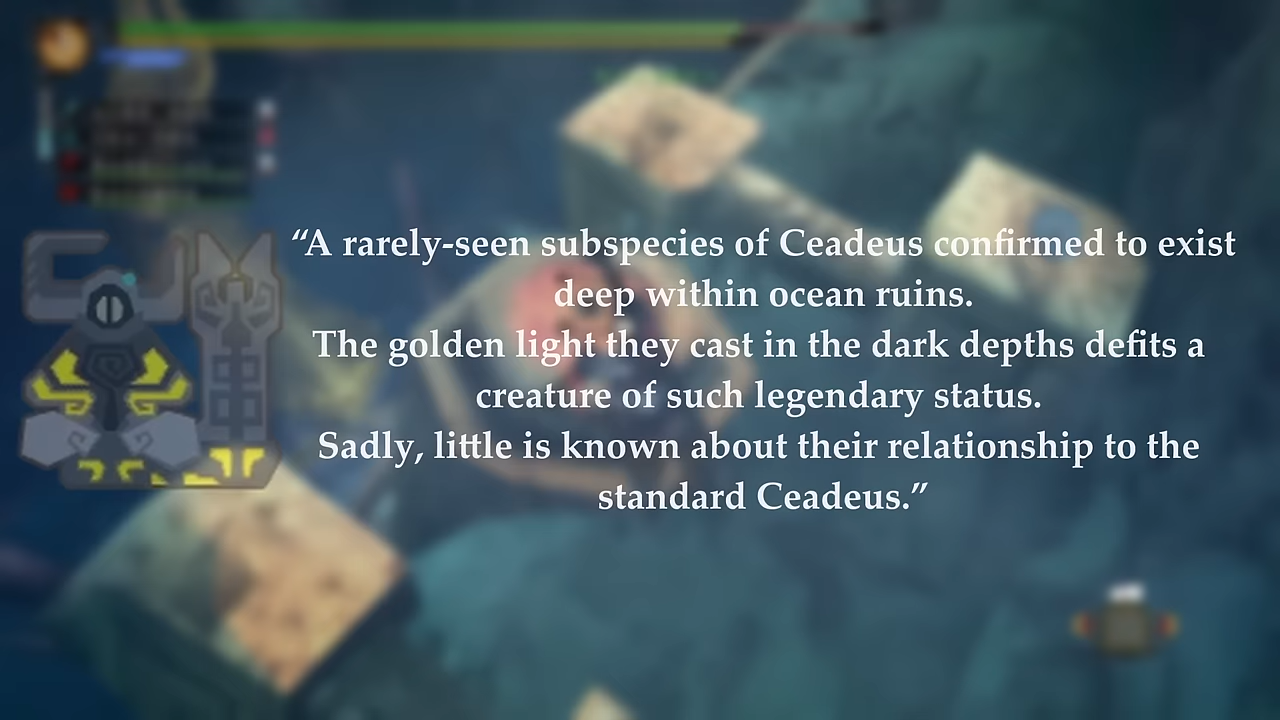 “A rarely-seen subspecies of Ceadeus confirmed to exist
deep within ocean ruins.
The golden light they cast in the dark depths defits a
creature of such legendary status.
Sadly, little is known about their relationship to the
standard Ceadeus.”